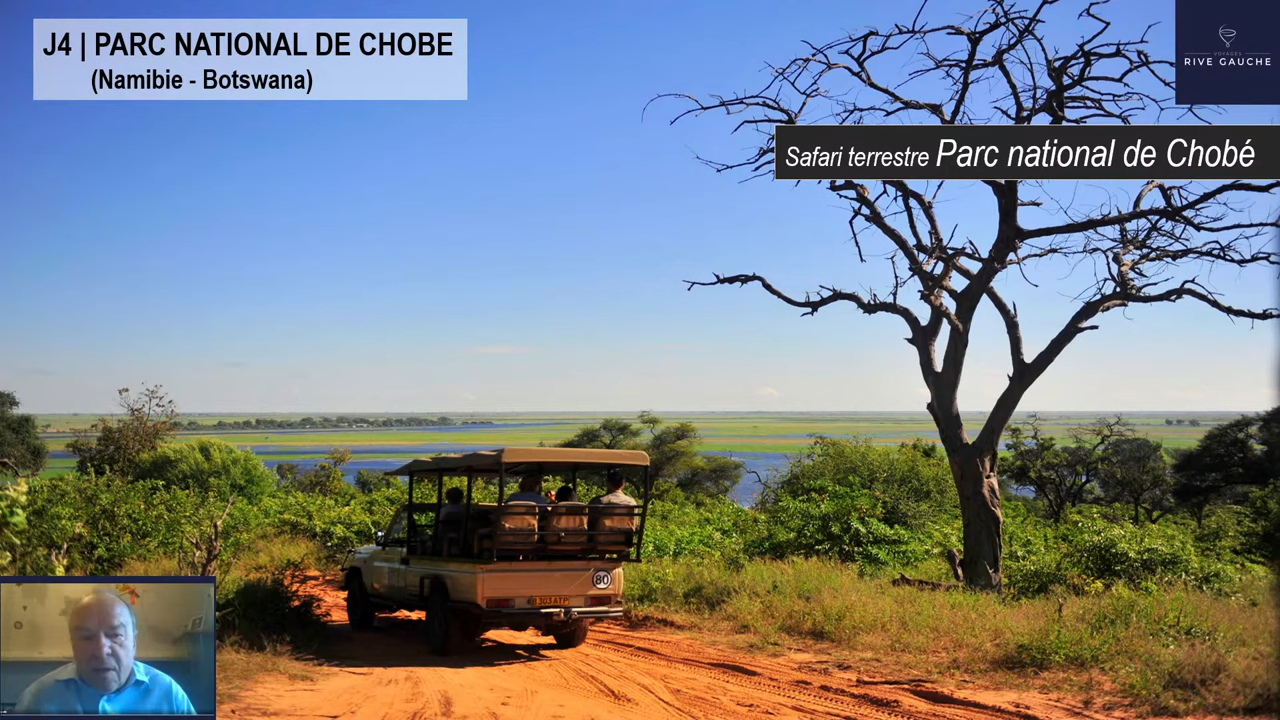 J4 | PARC NATIONAL DE CHOBE
(Namibie - Botswana)
VOYAGES
RIVE GAUCHE
Safari terrestre Parc national de Chobé
80